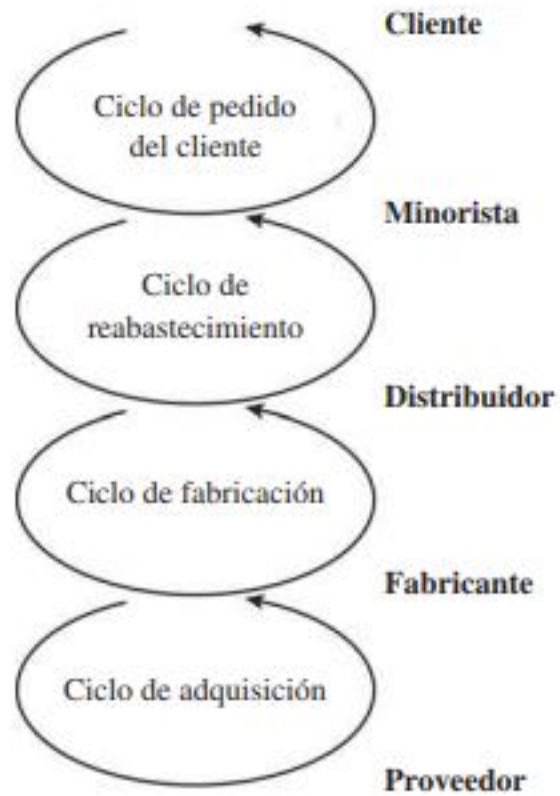 Cliente
Ciclo de pedido
del cliente
Minorista
Ciclo de
reabastecimiento
Distribuidor
Ciclo de fabricación
Fabricante
Ciclo de adquisición
Proveedor